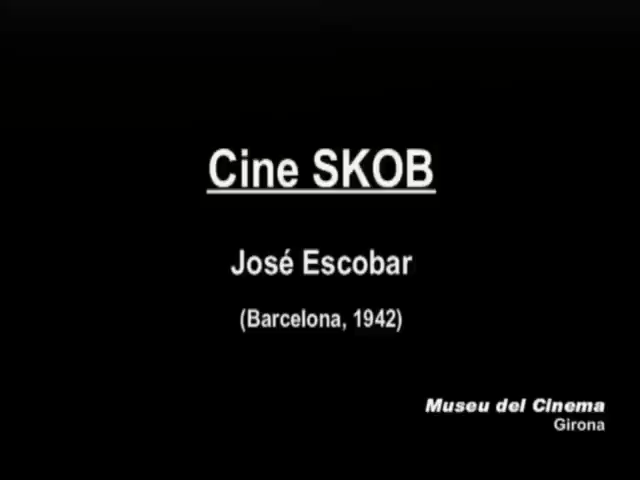 Cine SKOB
José Escobar
(Barcelona, 1942)
Museu del Cinema
Girona